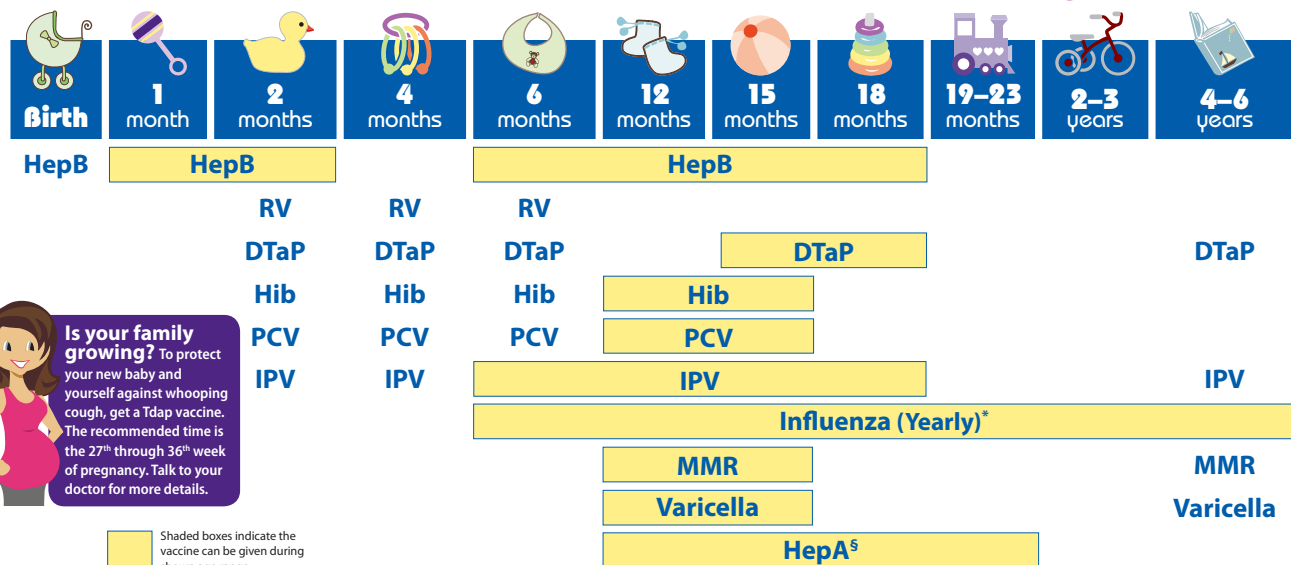 Birth
1
month
2
months
4
months
6
months
12
months
15
months
18
months
19–23
months
2–3
years
4–6
years
HepB HepB HepB
RV RV RV
DTaP DTaP DTaP DTaP DTaP
Hib Hib Hib Hib
PCV PCV PCV PCV
IPV IPV IPV IPV
Influenza (Yearly)*
MMR MMR
Varicella Varicella
HepA§
Is your family
growing? To protect
your new baby and
yourself against whooping
cough, get a Tdap vaccine.
The recommended time is
the 27th through 36th week
of pregnancy. Talk to your
doctor for more details.
Shaded boxes indicate the
vaccine can be given during